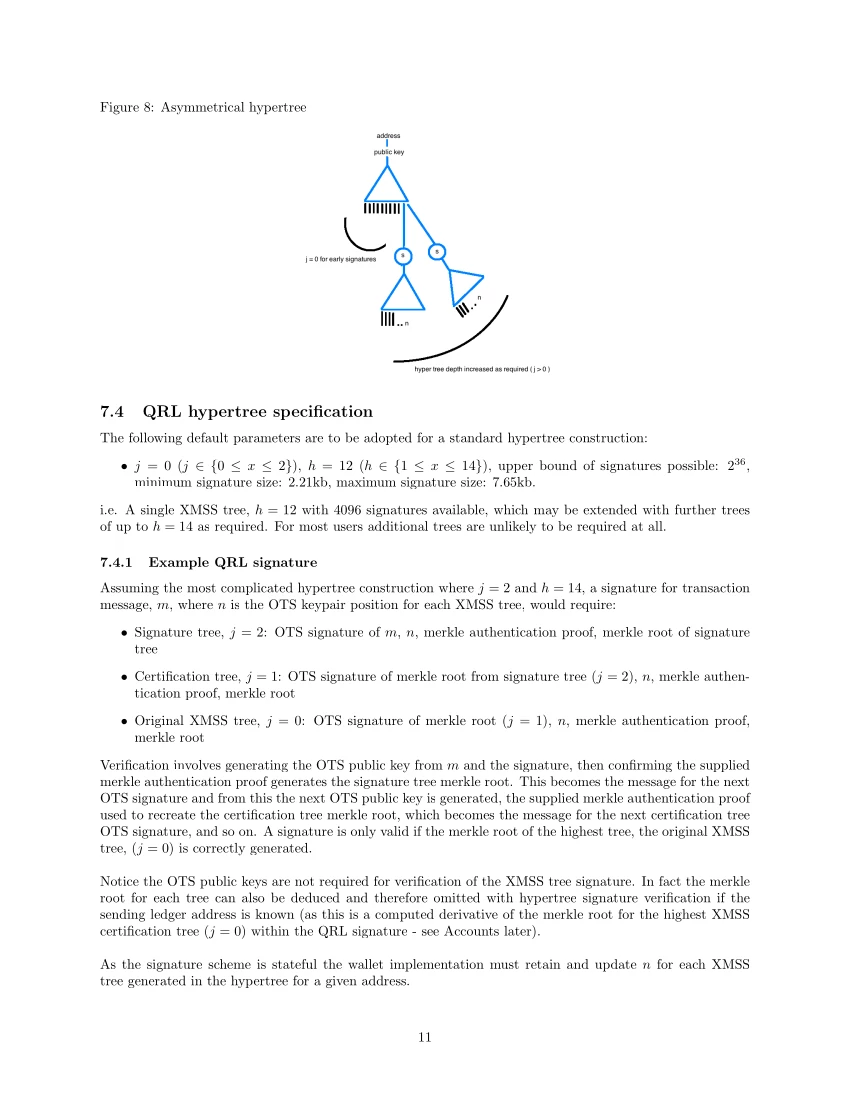 Figure 8: Asymmetrical hypertree
address
public key
j = 0 for early signatures
s
s
n
n
hyper tree depth increased as required ( j > 0 )
7.4 QRL hypertree specification
The following default parameters are to be adopted for a standard hypertree construction:
• j = 0 (j ∈ {0 ≤ x ≤ 2}), h = 12 (h ∈ {1 ≤ x ≤ 14}), upper bound of signatures possible: 2^36,
minimum signature size: 2.21kb, maximum signature size: 7.65kb.
i.e. A single XMSS tree, h = 12 with 4096 signatures available, which may be extended with further trees
of up to h = 14 as required. For most users additional trees are unlikely to be required at all.
7.4.1 Example QRL signature
Assuming the most complicated hypertree construction where j = 2 and h = 14, a signature for transaction
message, m, where n is the OTS keypair position for each XMSS tree, would require:
• Signature tree, j = 2: OTS signature of m, n, merkle authentication proof, merkle root of signature
tree
• Certification tree, j = 1: OTS signature of merkle root from signature tree (j = 2), n, merkle authen-
tication proof, merkle root
• Original XMSS tree, j = 0: OTS signature of merkle root (j = 1), n, merkle authentication proof,
merkle root
Verification involves generating the OTS public key from m and the signature, then confirming the supplied
merkle authentication proof generates the signature tree merkle root. This becomes the message for the next
OTS signature and from this the next OTS public key is generated, the supplied merkle authentication proof
used to recreate the certification tree merkle root, which becomes the message for the next certification tree
OTS signature, and so on. A signature is only valid if the merkle root of the highest tree, the original XMSS
tree, (j = 0) is correctly generated.
Notice the OTS public keys are not required for verification of the XMSS tree signature. In fact the merkle
root for each tree can also be deduced and therefore omitted with hypertree signature verification if the
sending ledger address is known (as this is a computed derivative of the merkle root for the highest XMSS
certification tree (j = 0) within the QRL signature - see Accounts later).
As the signature scheme is stateful the wallet implementation must retain and update n for each XMSS
tree generated in the hypertree for a given address.
11